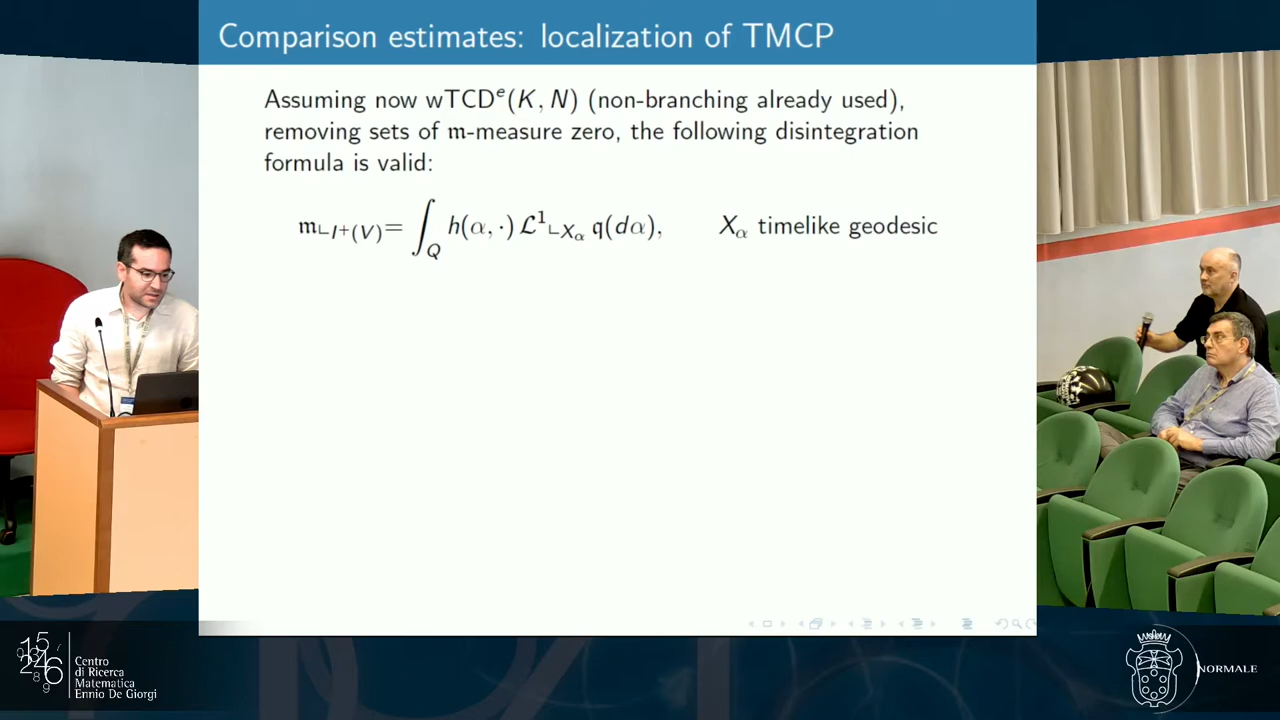 Comparison estimates: localization of TMCP
Assuming now wTCDᵉ(K, N) (non-branching already used),
removing sets of 𝔪-measure zero, the following disintegration
formula is valid:
𝔪⌞I⁺(V) = ∫_Q h(α, ·) ℒ¹⌞X_α 𝔮(dα), X_α timelike geodesic
Centro
di Ricerca
Matematica
Ennio De Giorgi
NORMALE